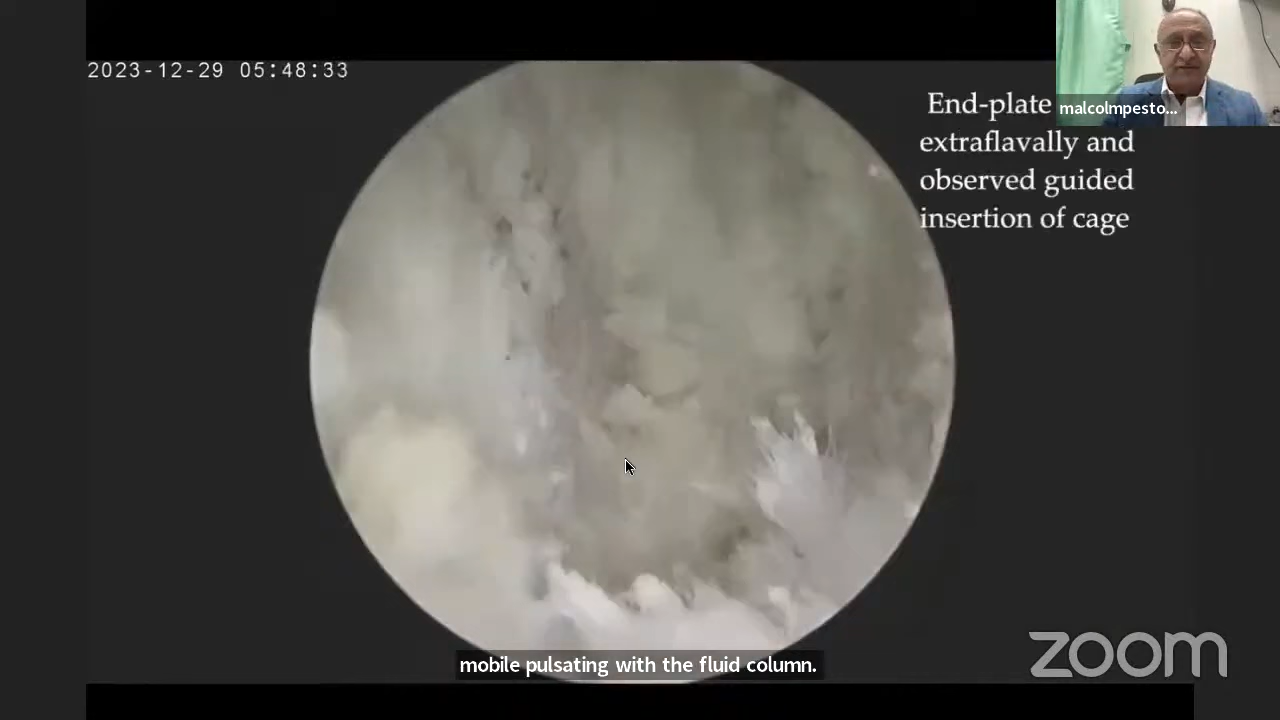 2023-12-29 05:48:33
End-plate
extraflavally and
observed guided
insertion of cage
malcolmpesto...
mobile pulsating with the fluid column.
zoom